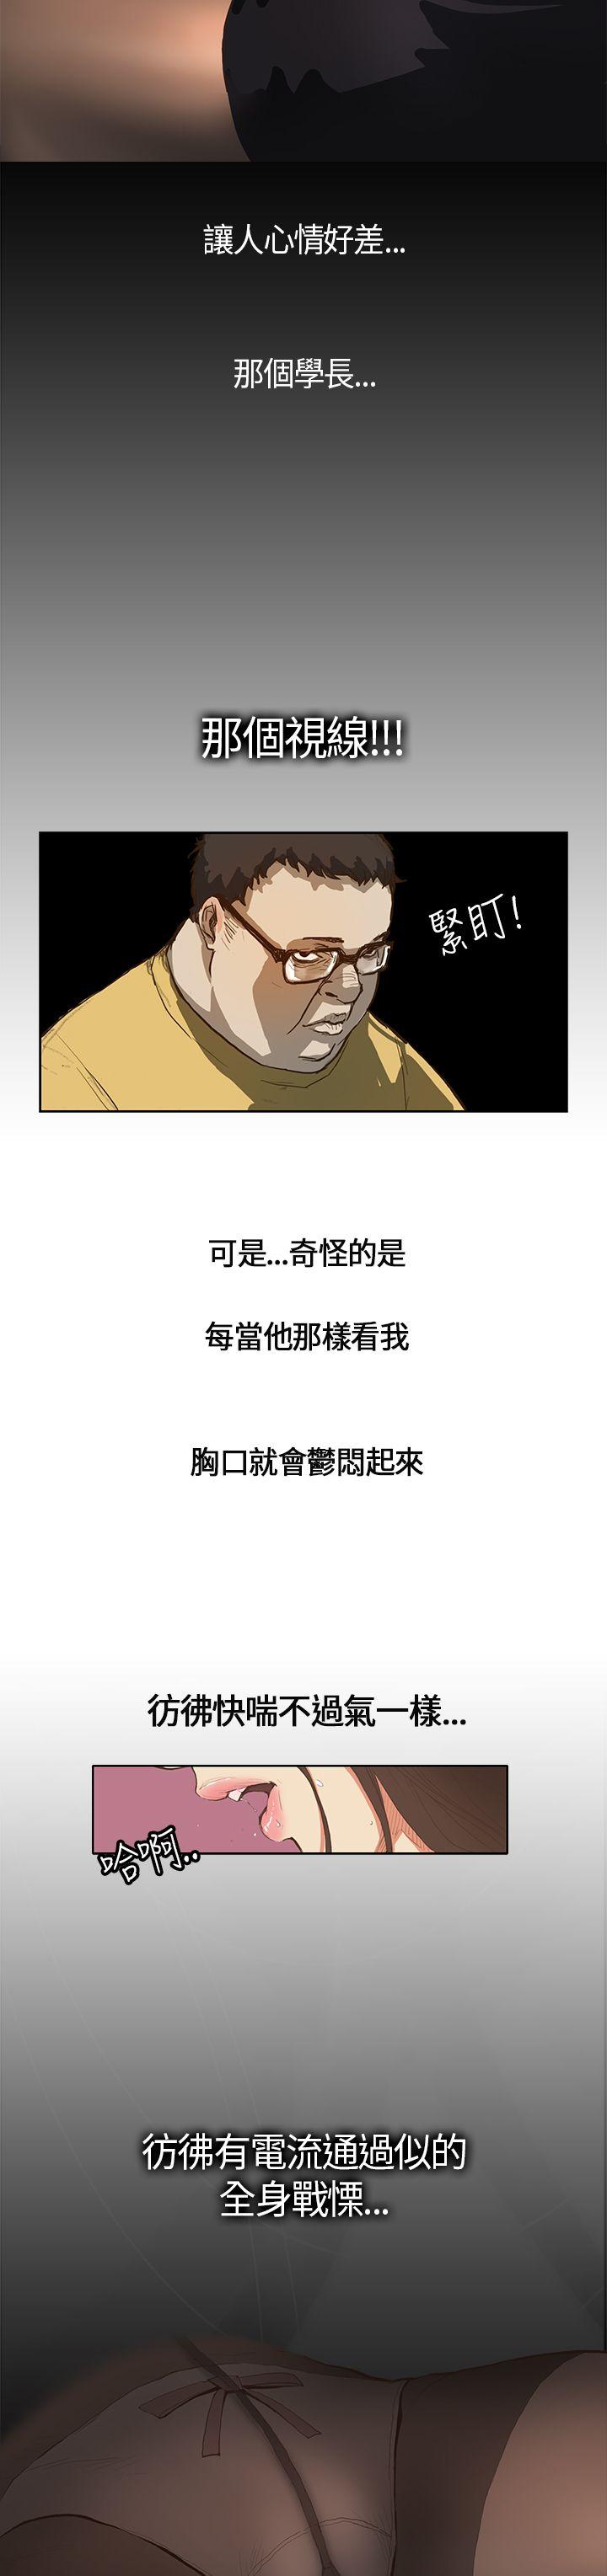 讓人心情好差...
那個學長...
那個視線!!!
緊盯!
可是...奇怪的是
每當他那樣看我
胸口就會鬱悶起來
彷彿快喘不過氣一樣...
哈啊..
彷彿有電流通過似的
全身戰慄...